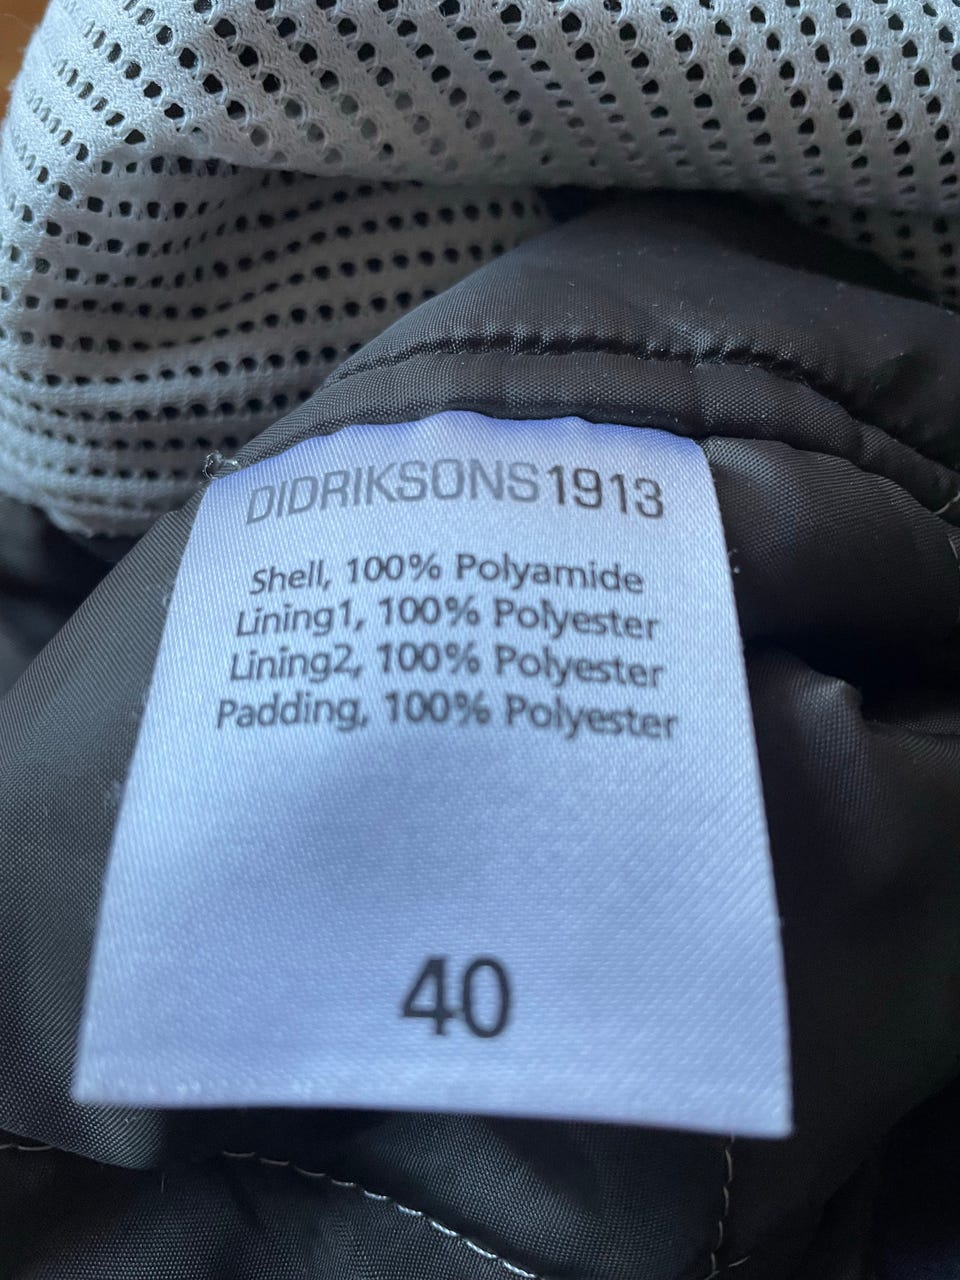 DIDRIKSONS1913
Shell, 100% Polyamide
Lining1, 100% Polyester
Lining2, 100% Polyester
Padding, 100% Polyester
40